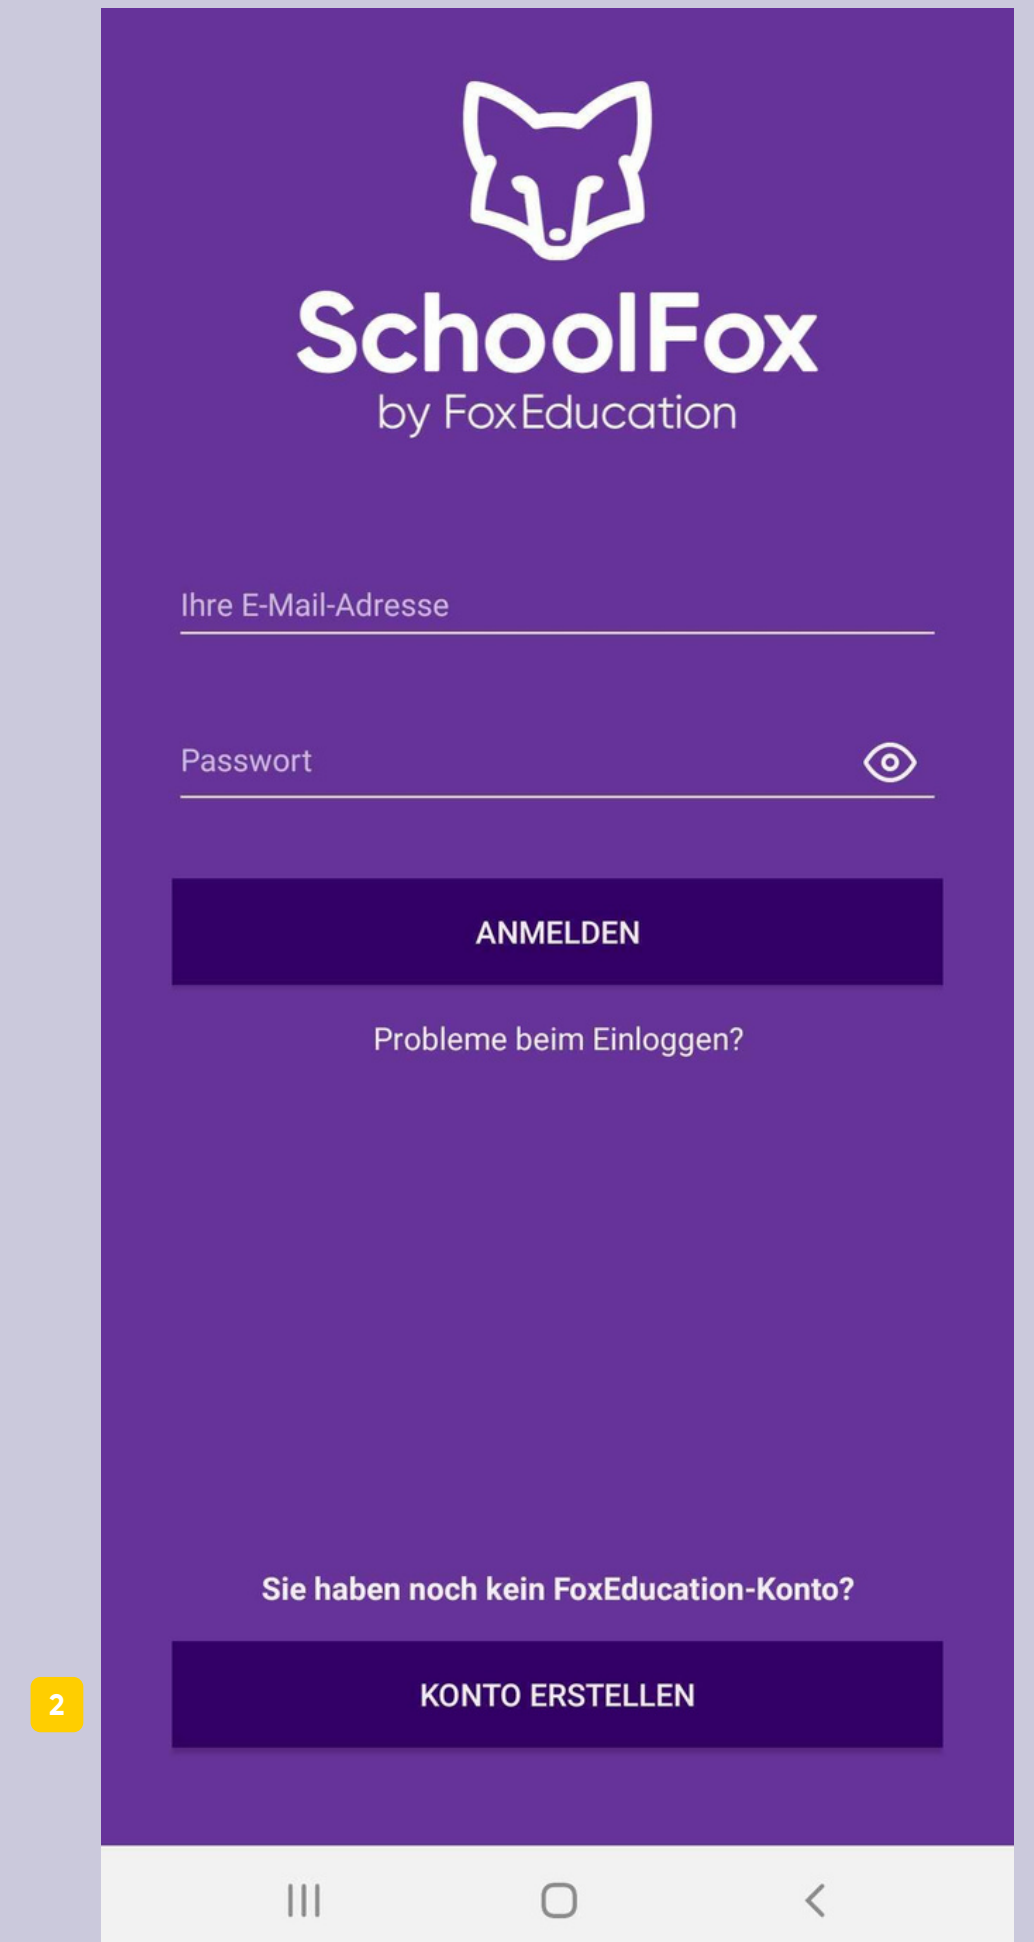 SchoolFox
by FoxEducation
Ihre E-Mail-Adresse
Passwort
ANMELDEN
Probleme beim Einloggen?
Sie haben noch kein FoxEducation-Konto?
2
KONTO ERSTELLEN